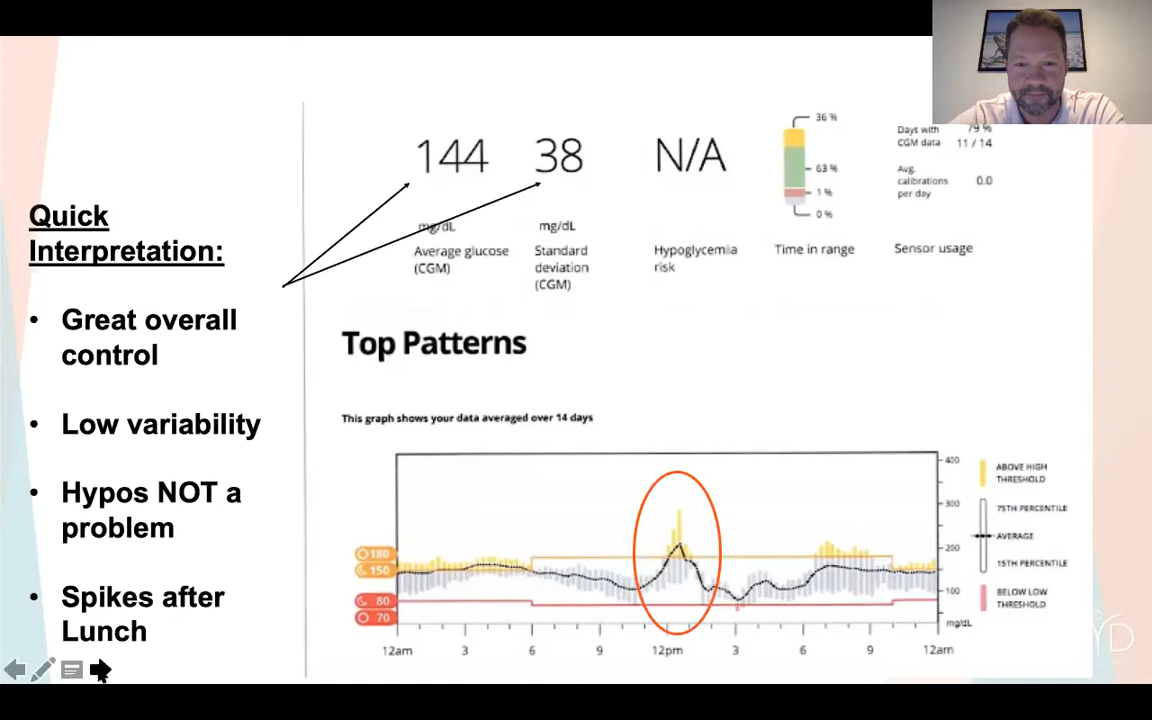 Quick
Interpretation:
• Great overall
control
• Low variability
• Hypos NOT a
problem
• Spikes after
Lunch
144
mg/dL
Average glucose
(CGM)
38
mg/dL
Standard
deviation
(CGM)
N/A
Hypoglycemia
risk
36 %
63 %
1 %
0 %
Time in range
79 %
Days with
CGM data
11 / 14
Avg.
calibrations
per day
0.0
Sensor usage
Top Patterns
This graph shows your data averaged over 14 days
180
150
80
70
400
300
200
100
mg/dL
12am
3
6
9
12pm
3
6
9
12am
ABOVE HIGH
THRESHOLD
75TH PERCENTILE
AVERAGE
15TH PERCENTILE
BELOW LOW
THRESHOLD